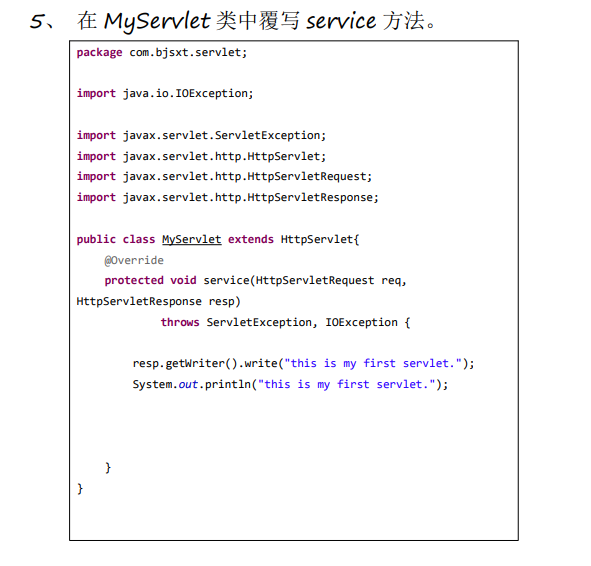 5、 在 MyServlet 类中覆写 service 方法。
package com.bjsxt.servlet;
import java.io.IOException;
import javax.servlet.ServletException;
import javax.servlet.http.HttpServlet;
import javax.servlet.http.HttpServletRequest;
import javax.servlet.http.HttpServletResponse;
public class MyServlet extends HttpServlet{
@Override
protected void service(HttpServletRequest req,
HttpServletResponse resp)
throws ServletException, IOException {
resp.getWriter().write("this is my first servlet.");
System.out.println("this is my first servlet.");
}
}